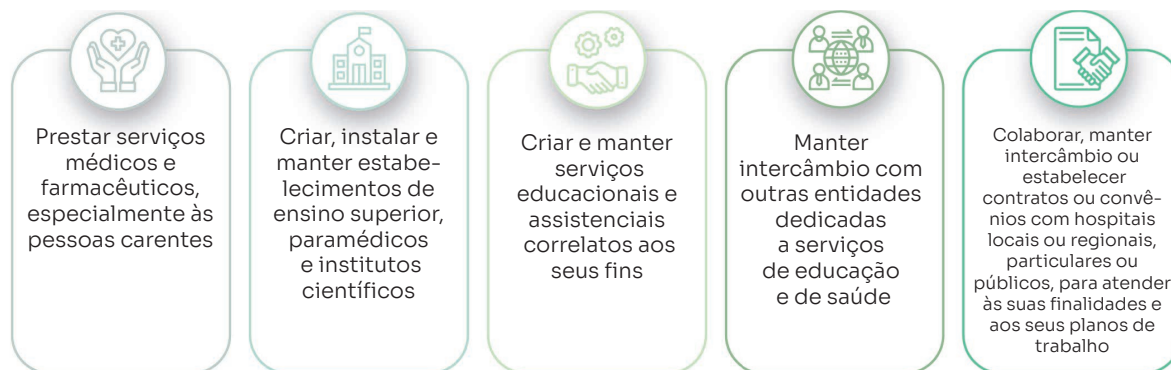 Prestar serviços
médicos e
farmacêuticos,
especialmente às
pessoas carentes
Criar, instalar e
manter estabe-
lecimentos de
ensino superior,
paramédicos
e institutos
científicos
Criar e manter
serviços
educacionais e
assistenciais
correlatos aos
seus fins
Manter
intercâmbio com
outras entidades
dedicadas
a serviços
de educação
e de saúde
Colaborar, manter
intercâmbio ou
estabelecer
contratos ou convê-
nios com hospitais
locais ou regionais,
particulares ou
públicos, para atender
às suas finalidades e
aos seus planos de
trabalho